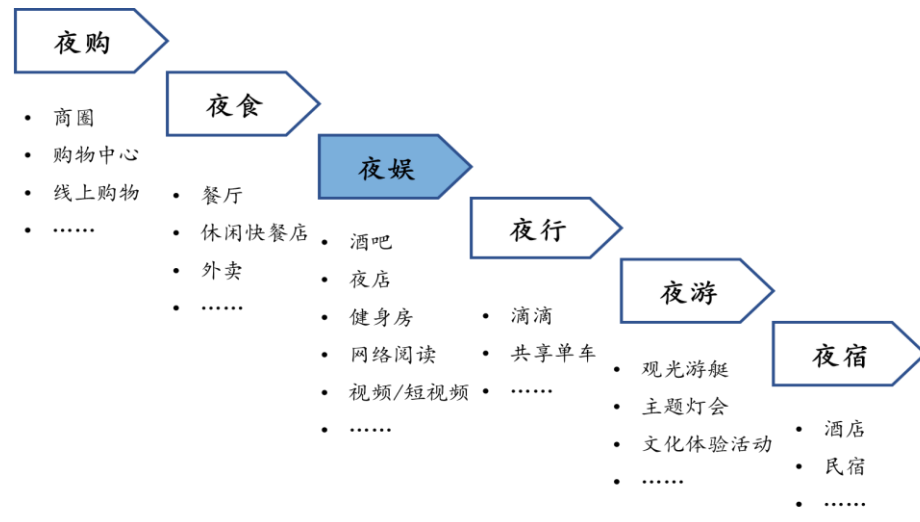 夜购
• 商圈
• 购物中心
• 线上购物
• ……
夜食
• 餐厅
• 休闲快餐店
• 外卖
• ……
夜娱
• 酒吧
• 夜店
• 健身房
• 网络阅读
• 视频/短视频
• ……
夜行
• 滴滴
• 共享单车
• ……
夜游
• 观光游艇
• 主题灯会
• 文化体验活动
• ……
夜宿
• 酒店
• 民宿
• ……